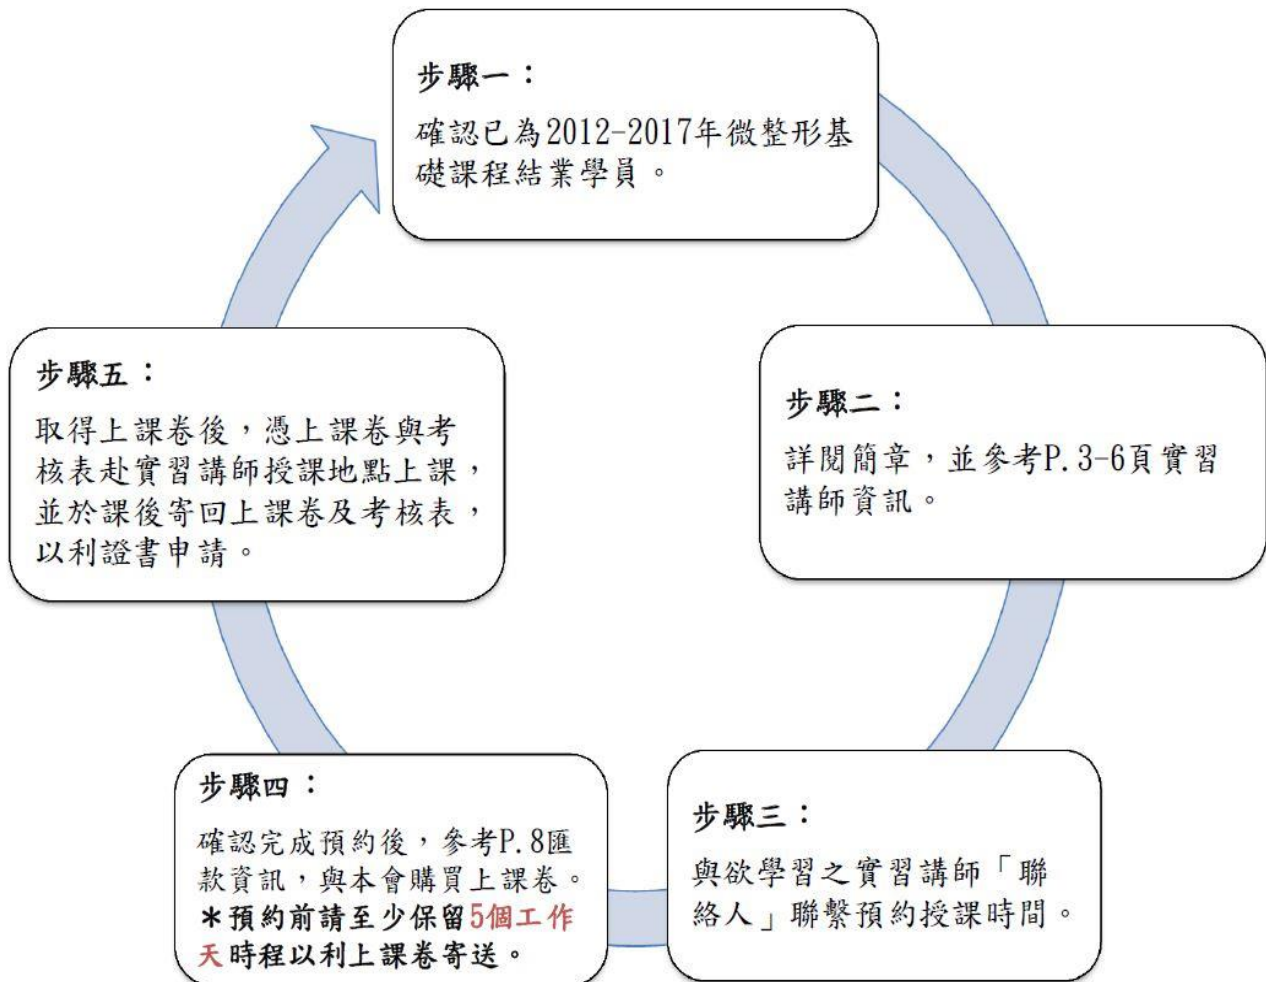 步驟一：
確認已為2012-2017年微整形基
礎課程結業學員。
步驟二：
詳閱簡章，並參考P.3-6頁實習
講師資訊。
步驟三：
與欲學習之實習講師「聯
絡人」聯繫預約授課時間。
步驟四：
確認完成預約後，參考P.8匯
款資訊，與本會購買上課卷。
＊預約前請至少保留5個工作
天時程以利上課卷寄送。
步驟五：
取得上課卷後，憑上課卷與考
核表赴實習講師授課地點上課，
並於課後寄回上課卷及考核表，
以利證書申請。